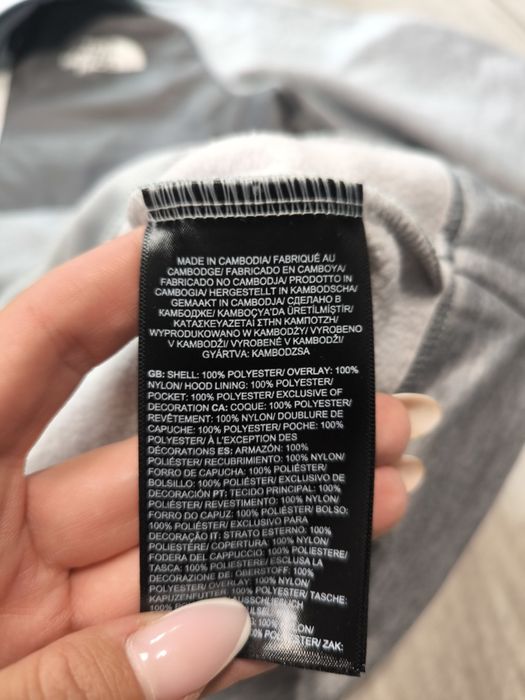 MADE IN CAMBODIA/ FABRIQUÉ AU
CAMBODGE/ FABRICADO EN CAMBOYA/
FABRICADO NO CAMBODJA/ PRODOTTO IN
CAMBOGIA/ HERGESTELLT IN KAMBODSCHA/
GEMAAKT IN CAMBODJA/ СДЕЛАНО В
КАМБОДЖЕ/ KAMBOÇYA'DA ÜRETİLMİŞTİR/
ΚΑΤΑΣΚΕΥΑΖΕΤΑΙ ΣΤΗΝ ΚΑΜΠΟΤΖΗ/
WYPRODUKOWANO W KAMBODŻY/ VYROBENO
V KAMBODŽI/ VYROBENÉ V KAMBODŽI/
GYÁRTVA: KAMBODZSA
GB: SHELL: 100% POLYESTER/ OVERLAY: 100%
NYLON/ HOOD LINING: 100% POLYESTER/
POCKET: 100% POLYESTER/ EXCLUSIVE OF
DECORATION CA: COQUE: 100% POLYESTER/
REVÊTEMENT: 100% NYLON/ DOUBLURE DE
CAPUCHE: 100% POLYESTER/ POCHE: 100%
POLYESTER/ À L'EXCEPTION DES
DÉCORATIONS ES: ARMAZÓN: 100%
POLIÉSTER/ RECUBRIMIENTO: 100% NYLON/
FORRO DE CAPUCHA: 100% POLIÉSTER/
BOLSILLO: 100% POLIÉSTER/ EXCLUSIVO DE
DECORACIÓN PT: TECIDO PRINCIPAL: 100%
POLIÉSTER/ REVESTIMENTO: 100% NYLON/
FORRO DO CAPUZ: 100% POLIÉSTER/ BOLSO:
100% POLIÉSTER/ EXCLUSIVO PARA
DECORAÇÃO IT: STRATO ESTERNO: 100%
POLIESTERE/ COPERTURA: 100% NYLON/
FODERA DEL CAPPUCCIO: 100% POLIESTERE/
TASCA: 100% POLIESTERE/ ESCLUSA LA
DECORAZIONE DE: OBERSTOFF: 100%
POLYESTER/ OVERLAY: 100% NYLON/
KAPUZENFUTTER: 100% POLYESTER/ TASCHE:
100%
100% POLYESTER/ ZAK: